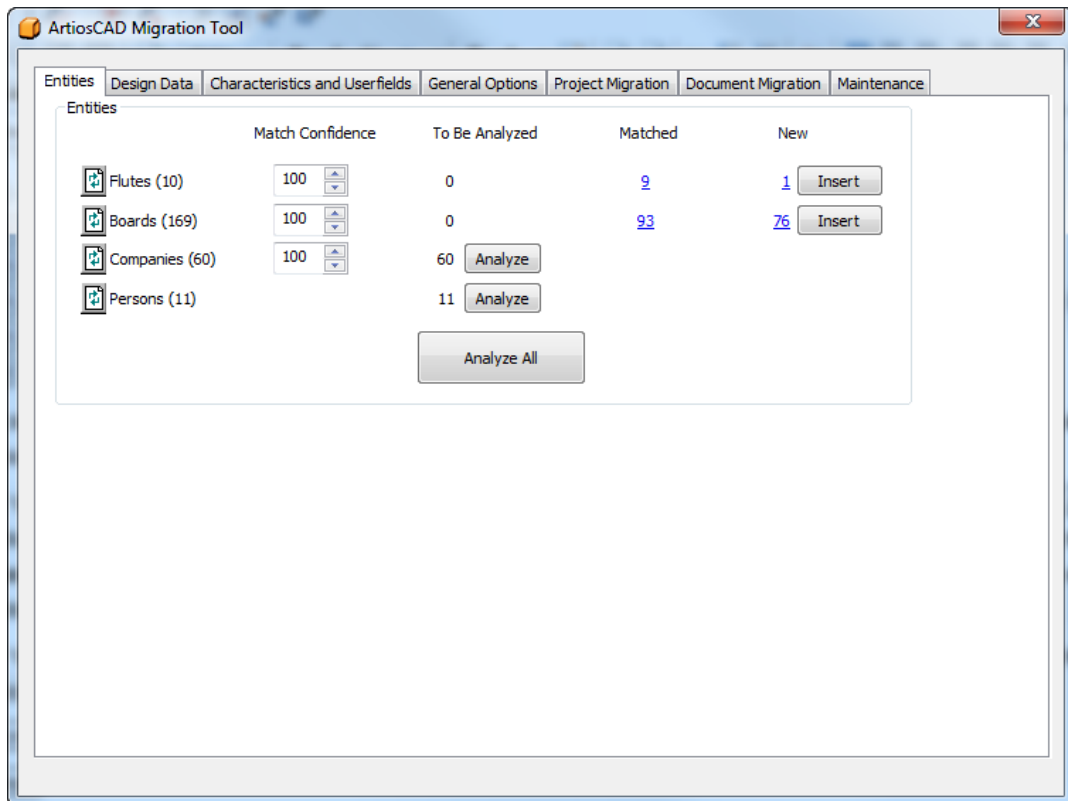 ArtiosCAD Migration Tool
Entities Design Data Characteristics and Userfields General Options Project Migration Document Migration Maintenance
Entities
Match Confidence To Be Analyzed Matched New
Flutes (10) 100 0 9 1 Insert
Boards (169) 100 0 93 76 Insert
Companies (60) 100 60 Analyze
Persons (11) 11 Analyze
Analyze All